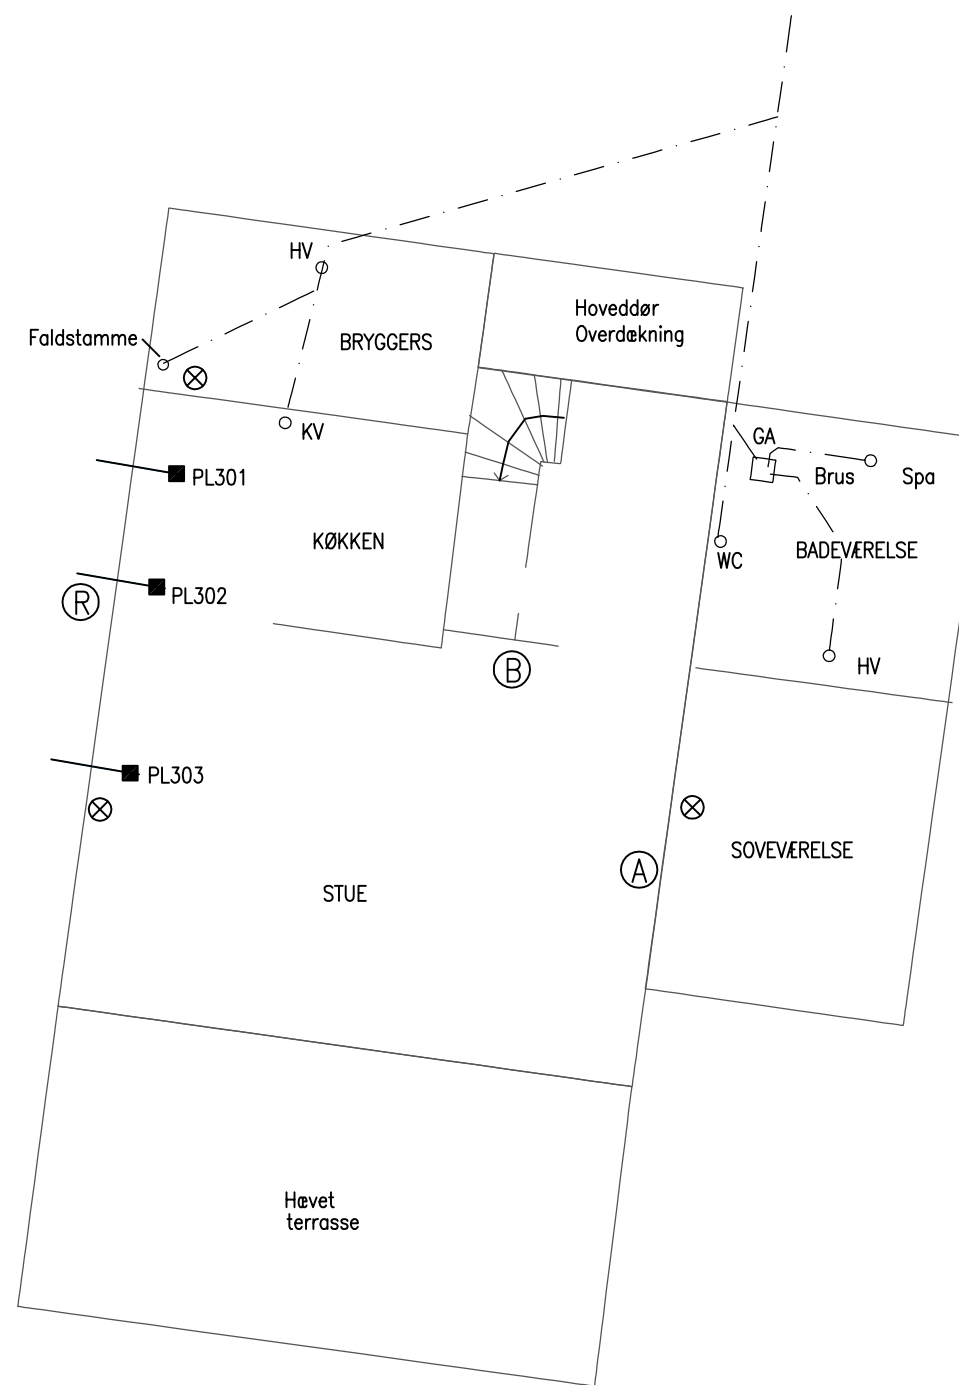 HV
Hoveddør
Overdækning
Faldstamme
BRYGGERS
KV
GA
PL301
Brus
Spa
KØKKEN
BADEVÆRELSE
WC
PL302
R
B
HV
PL303
SOVEVÆRELSE
A
STUE
Hævet
terrasse